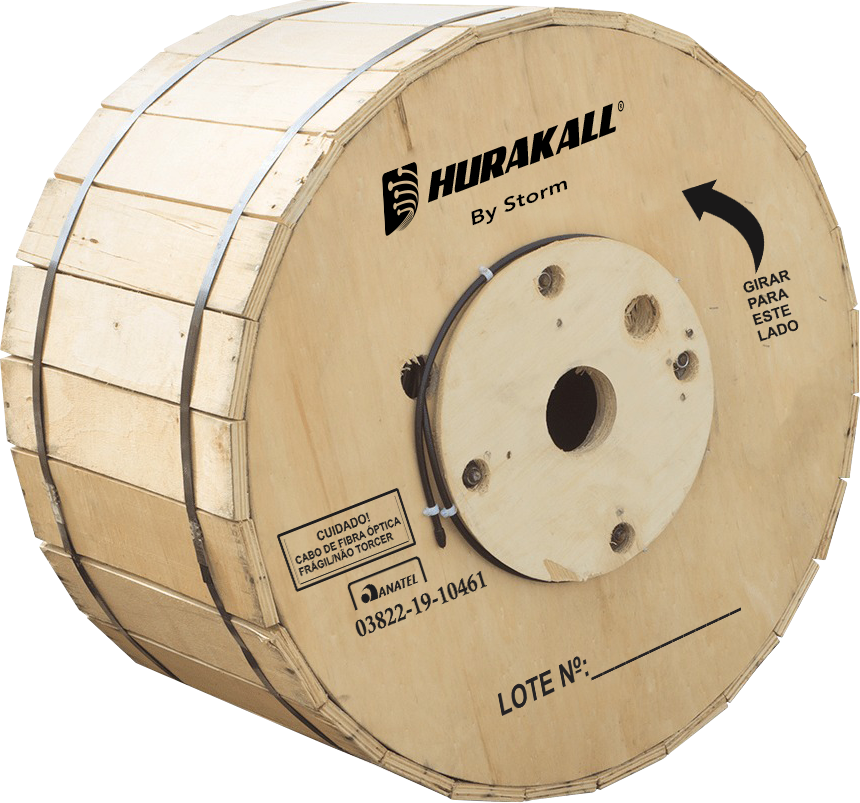 HURAKALL®
By Storm
GIRAR
PARA
ESTE
LADO
CUIDADO!
CABO DE FIBRA ÓPTICA
FRÁGIL/NÃO TORCER
ANATEL
03822-19-10461
LOTE Nº: